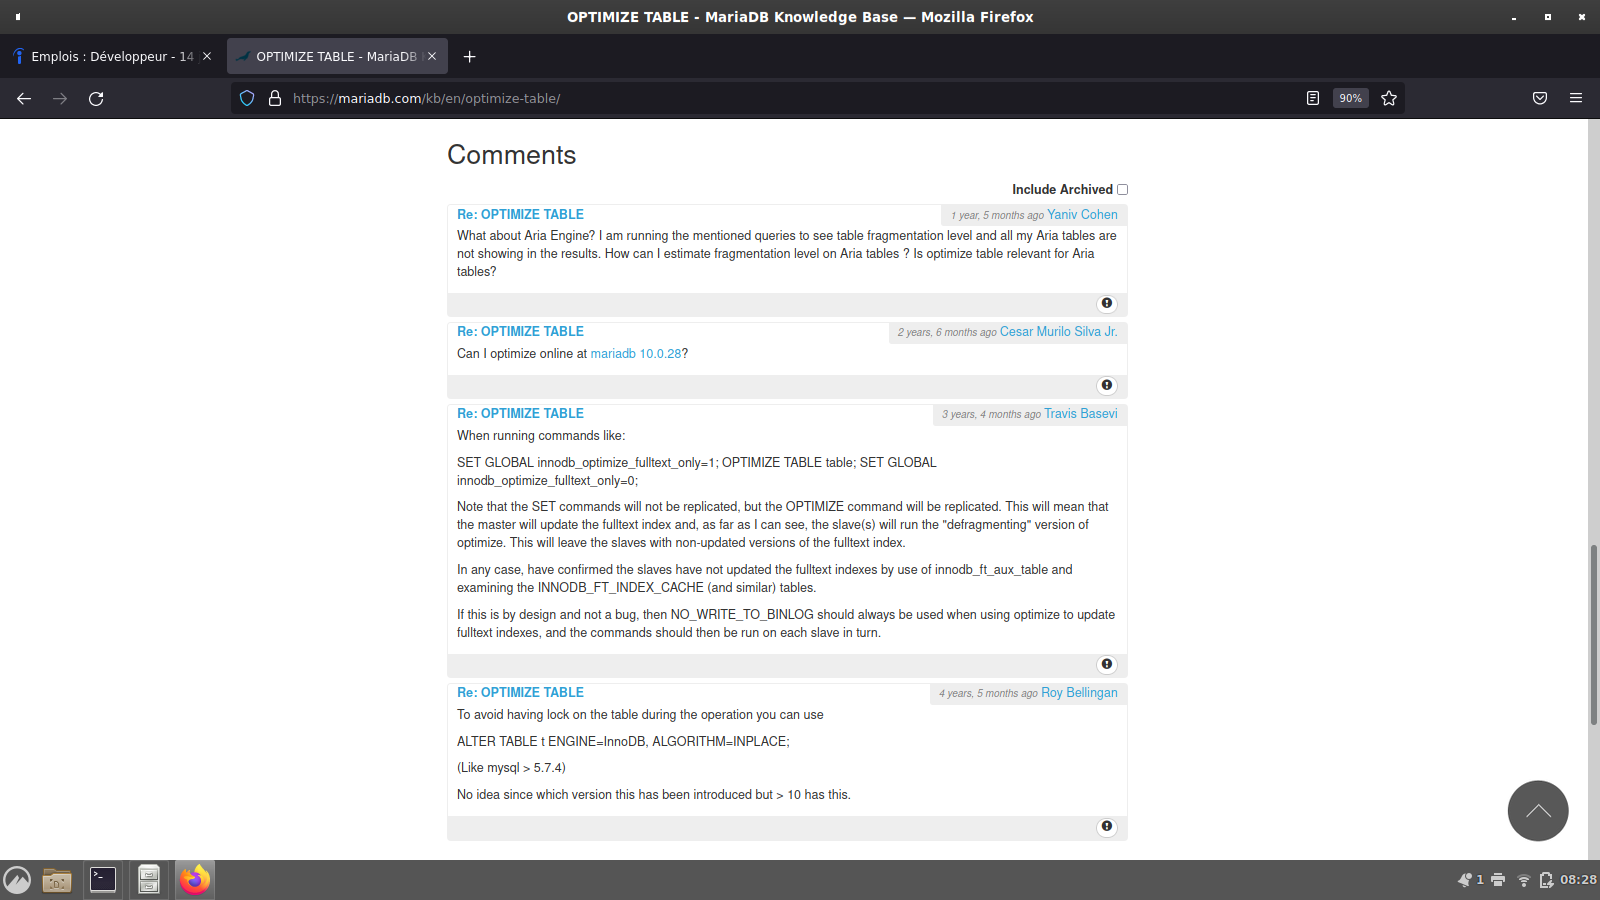 OPTIMIZE TABLE - MariaDB Knowledge Base — Mozilla Firefox
Emplois : Développeur - 14
OPTIMIZE TABLE - MariaDB
https://mariadb.com/kb/en/optimize-table/
90%
Comments
Include Archived
Re: OPTIMIZE TABLE
1 year, 5 months ago Yaniv Cohen
What about Aria Engine? I am running the mentioned queries to see table fragmentation level and all my Aria tables are
not showing in the results. How can I estimate fragmentation level on Aria tables ? Is optimize table relevant for Aria
tables?
Re: OPTIMIZE TABLE
2 years, 6 months ago Cesar Murilo Silva Jr.
Can I optimize online at mariadb 10.0.28?
Re: OPTIMIZE TABLE
3 years, 4 months ago Travis Basevi
When running commands like:
SET GLOBAL innodb_optimize_fulltext_only=1; OPTIMIZE TABLE table; SET GLOBAL
innodb_optimize_fulltext_only=0;
Note that the SET commands will not be replicated, but the OPTIMIZE command will be replicated. This will mean that
the master will update the fulltext index and, as far as I can see, the slave(s) will run the "defragmenting" version of
optimize. This will leave the slaves with non-updated versions of the fulltext index.
In any case, have confirmed the slaves have not updated the fulltext indexes by use of innodb_ft_aux_table and
examining the INNODB_FT_INDEX_CACHE (and similar) tables.
If this is by design and not a bug, then NO_WRITE_TO_BINLOG should always be used when using optimize to update
fulltext indexes, and the commands should then be run on each slave in turn.
Re: OPTIMIZE TABLE
4 years, 5 months ago Roy Bellingan
To avoid having lock on the table during the operation you can use
ALTER TABLE t ENGINE=InnoDB, ALGORITHM=INPLACE;
(Like mysql > 5.7.4)
No idea since which version this has been introduced but > 10 has this.
1
08:28